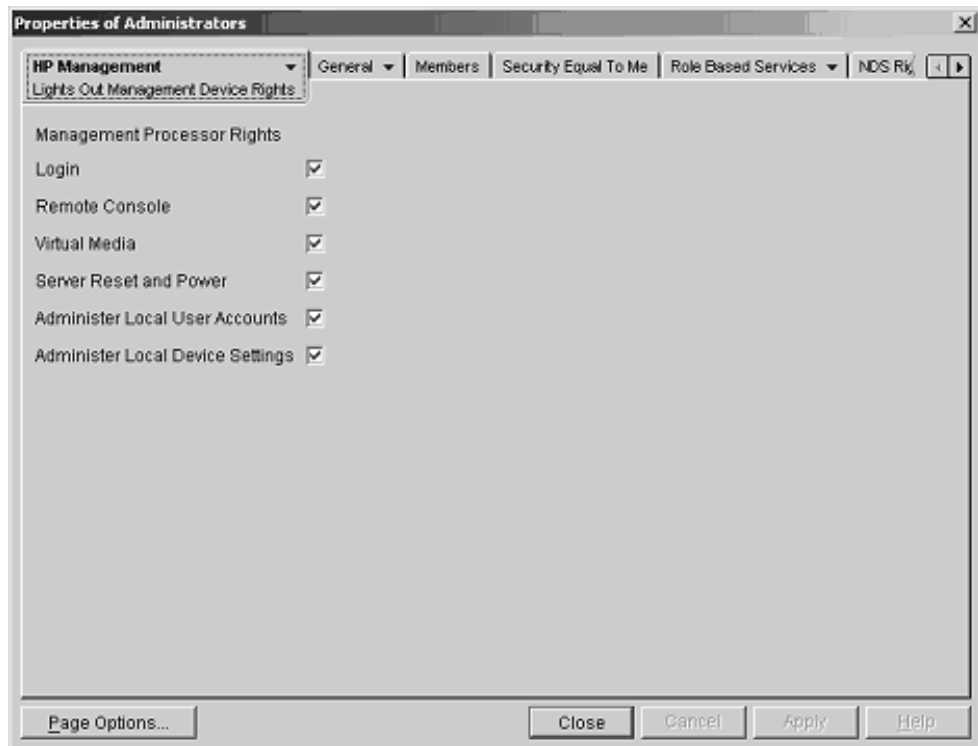 Properties of Administrators
HP Management General Members Security Equal To Me Role Based Services NDS
Lights Out Management Device Rights
Management Processor Rights
Login
Remote Console
Virtual Media
Server Reset and Power
Administer Local User Accounts
Administer Local Device Settings
Page Options... Close Cancel Apply Help